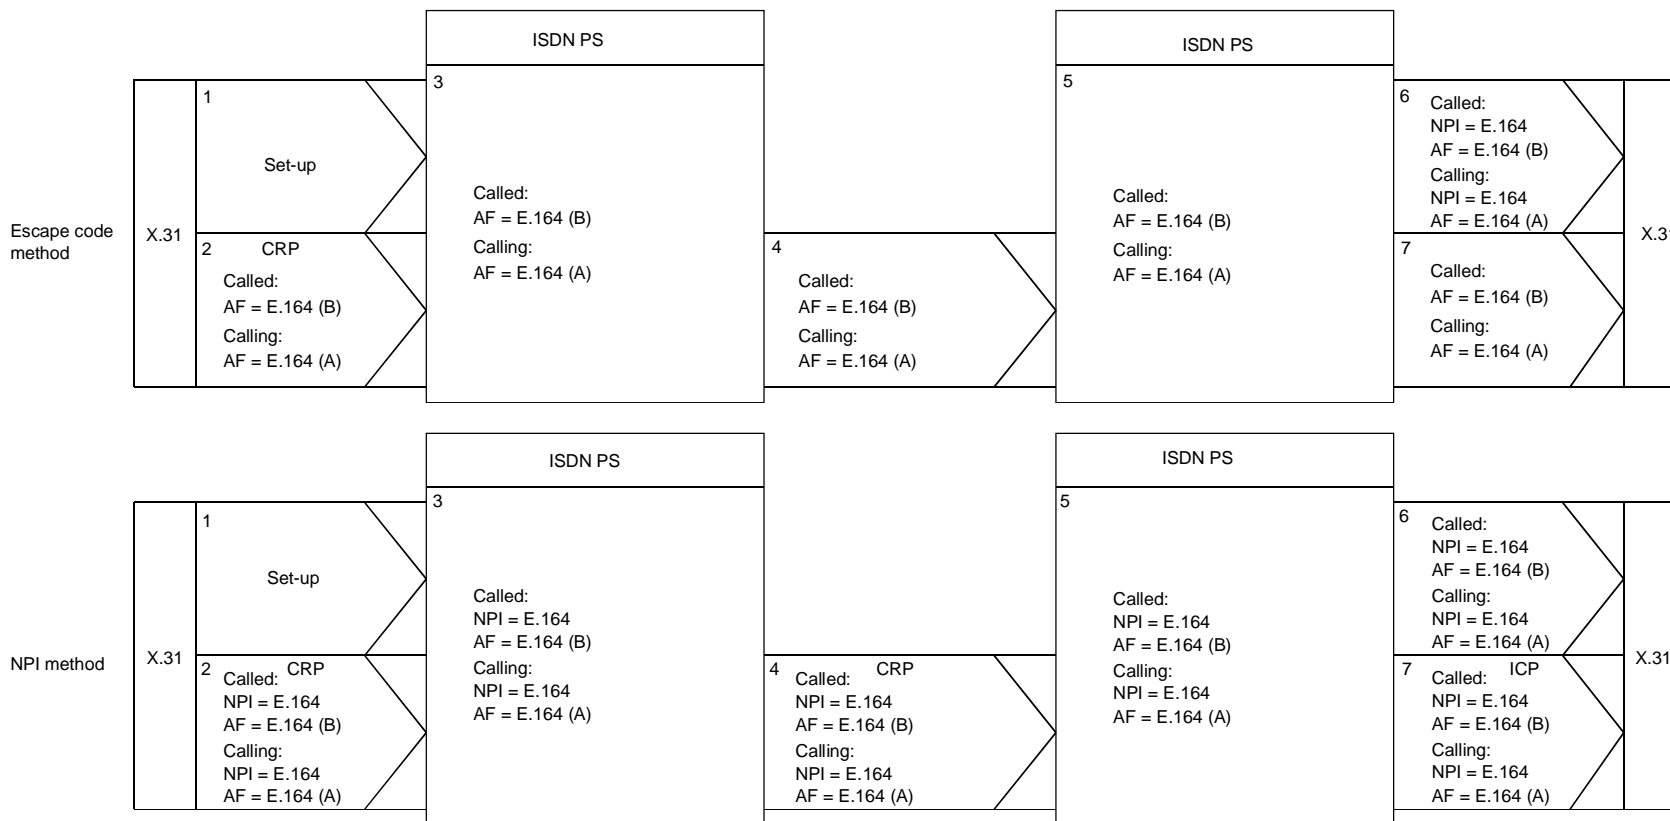 ISDN PS
ISDN PS
Escape code
method
X.31
1
Set-up
2 CRP
Called:
AF = E.164 (B)
Calling:
AF = E.164 (A)
3
Called:
AF = E.164 (B)
Calling:
AF = E.164 (A)
4
Called:
AF = E.164 (B)
Calling:
AF = E.164 (A)
5
Called:
AF = E.164 (B)
Calling:
AF = E.164 (A)
6
Called:
NPI = E.164
AF = E.164 (B)
Calling:
NPI = E.164
AF = E.164 (A)
7
Called:
AF = E.164 (B)
Calling:
AF = E.164 (A)
X.31
ISDN PS
ISDN PS
NPI method
X.31
1
Set-up
2 CRP
Called:
NPI = E.164
AF = E.164 (B)
Calling:
NPI = E.164
AF = E.164 (A)
3
Called:
NPI = E.164
AF = E.164 (B)
Calling:
NPI = E.164
AF = E.164 (A)
4 CRP
Called:
NPI = E.164
AF = E.164 (B)
Calling:
NPI = E.164
AF = E.164 (A)
5
Called:
NPI = E.164
AF = E.164 (B)
Calling:
NPI = E.164
AF = E.164 (A)
6
Called:
NPI = E.164
AF = E.164 (B)
Calling:
NPI = E.164
AF = E.164 (A)
7 ICP
Called:
NPI = E.164
AF = E.164 (B)
Calling:
NPI = E.164
AF = E.164 (A)
X.31